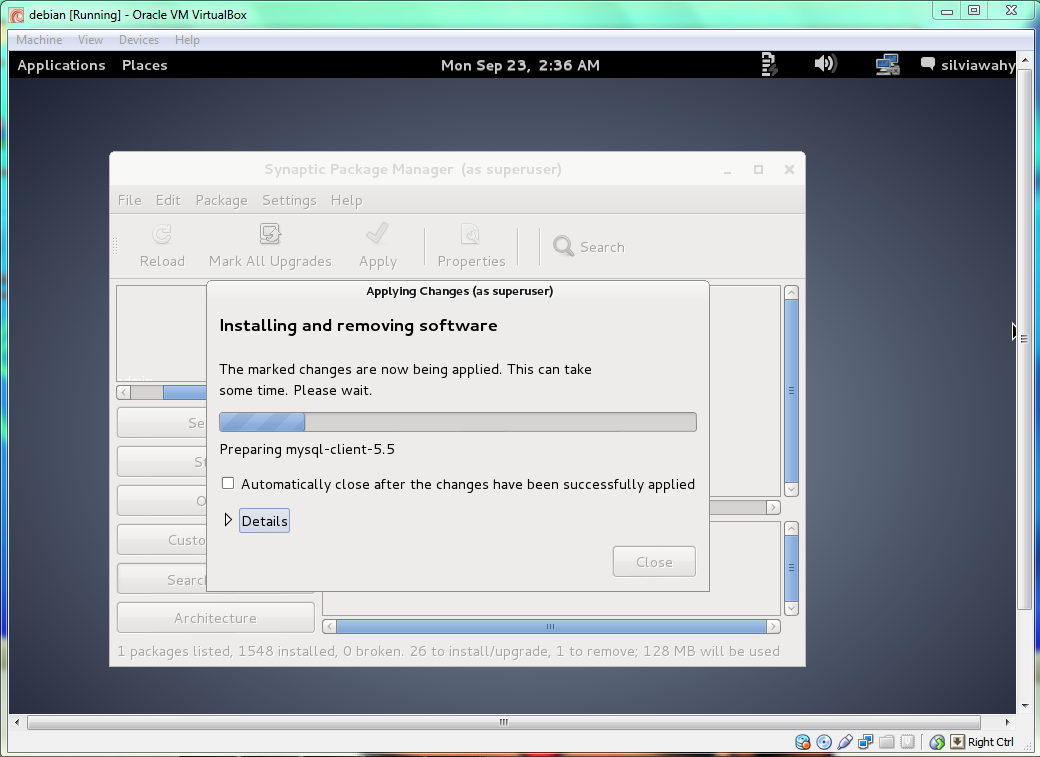 debian [Running] - Oracle VM VirtualBox
Machine View Devices Help
Applications Places Mon Sep 23, 2:36 AM silviawahy
Synaptic Package Manager (as superuser)
File Edit Package Settings Help
Reload Mark All Upgrades Apply Properties Search
Applying Changes (as superuser)
Installing and removing software
The marked changes are now being applied. This can take
some time. Please wait.
Preparing mysql-client-5.5
Automatically close after the changes have been successfully applied
Details
Close
Se
St
O
Custo
Search
Architecture
1 packages listed, 1548 installed, 0 broken. 26 to install/upgrade, 1 to remove; 128 MB will be used
Right Ctrl